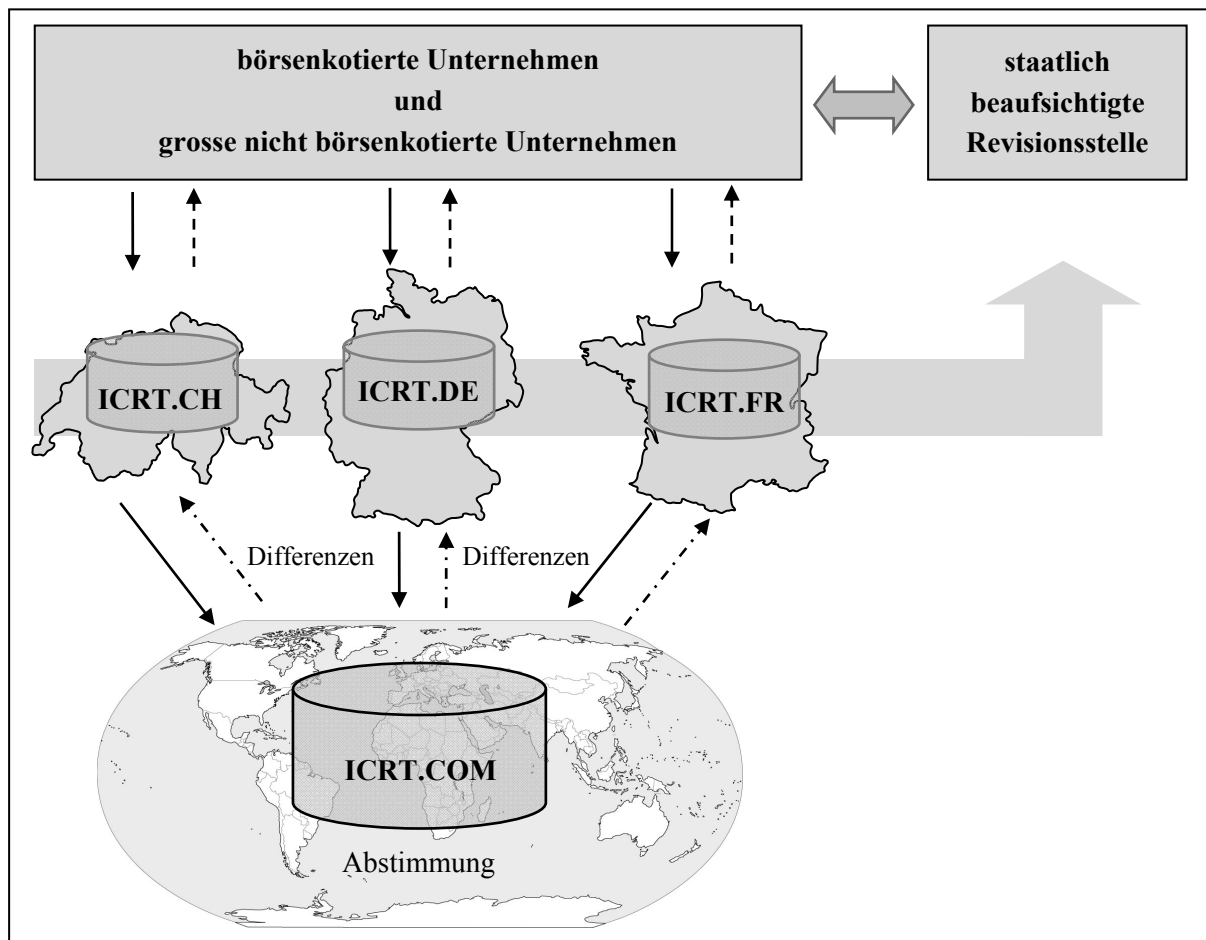 börsenkotierte Unternehmen
und
grosse nicht börsenkotierte Unternehmen
staatlich
beaufsichtigte
Revisionsstelle
ICRT.CH
ICRT.DE
ICRT.FR
Differenzen
Differenzen
ICRT.COM
Abstimmung